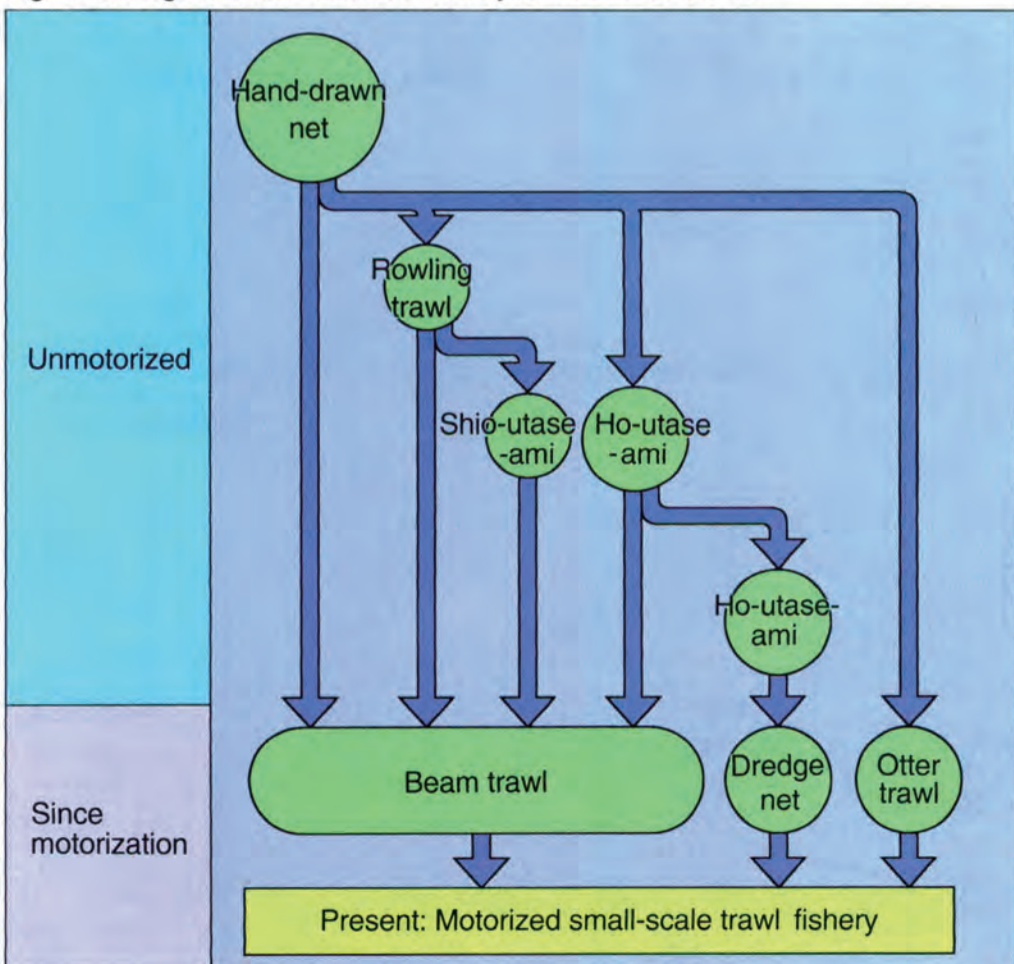 Hand-drawn
net
Rowling
trawl
Unmotorized
Shio-utase
-ami
Ho-utase
-ami
Ho-utase-
ami
Since
motorization
Beam trawl
Dredge
net
Otter
trawl
Present: Motorized small-scale trawl fishery